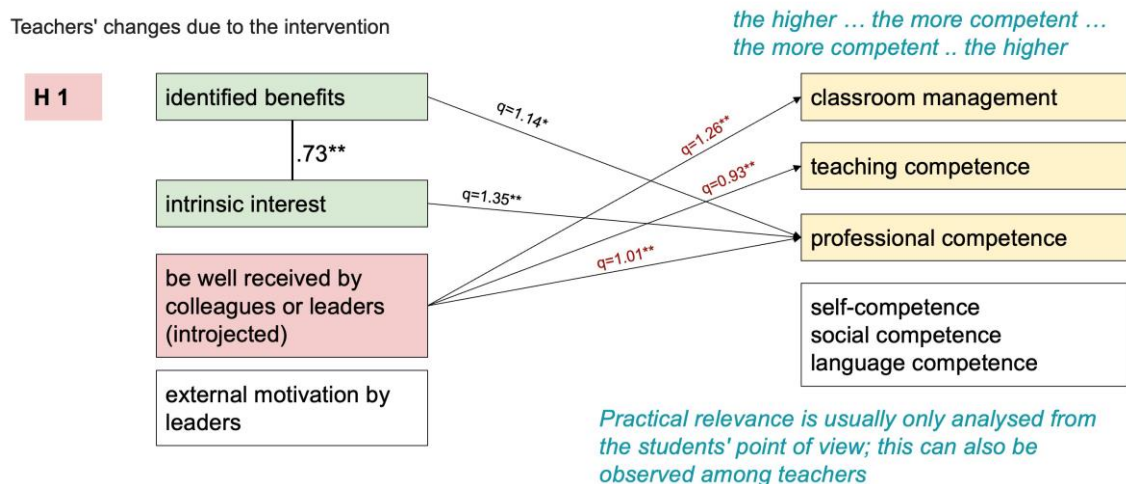 Teachers' changes due to the intervention
the higher … the more competent …
the more competent .. the higher
H 1
identified benefits
.73**
intrinsic interest
be well received by
colleagues or leaders
(introjected)
external motivation by
leaders
q=1.14*
q=1.35**
q=1.26**
q=0.93**
q=1.01**
classroom management
teaching competence
professional competence
self-competence
social competence
language competence
Practical relevance is usually only analysed from
the students' point of view; this can also be
observed among teachers